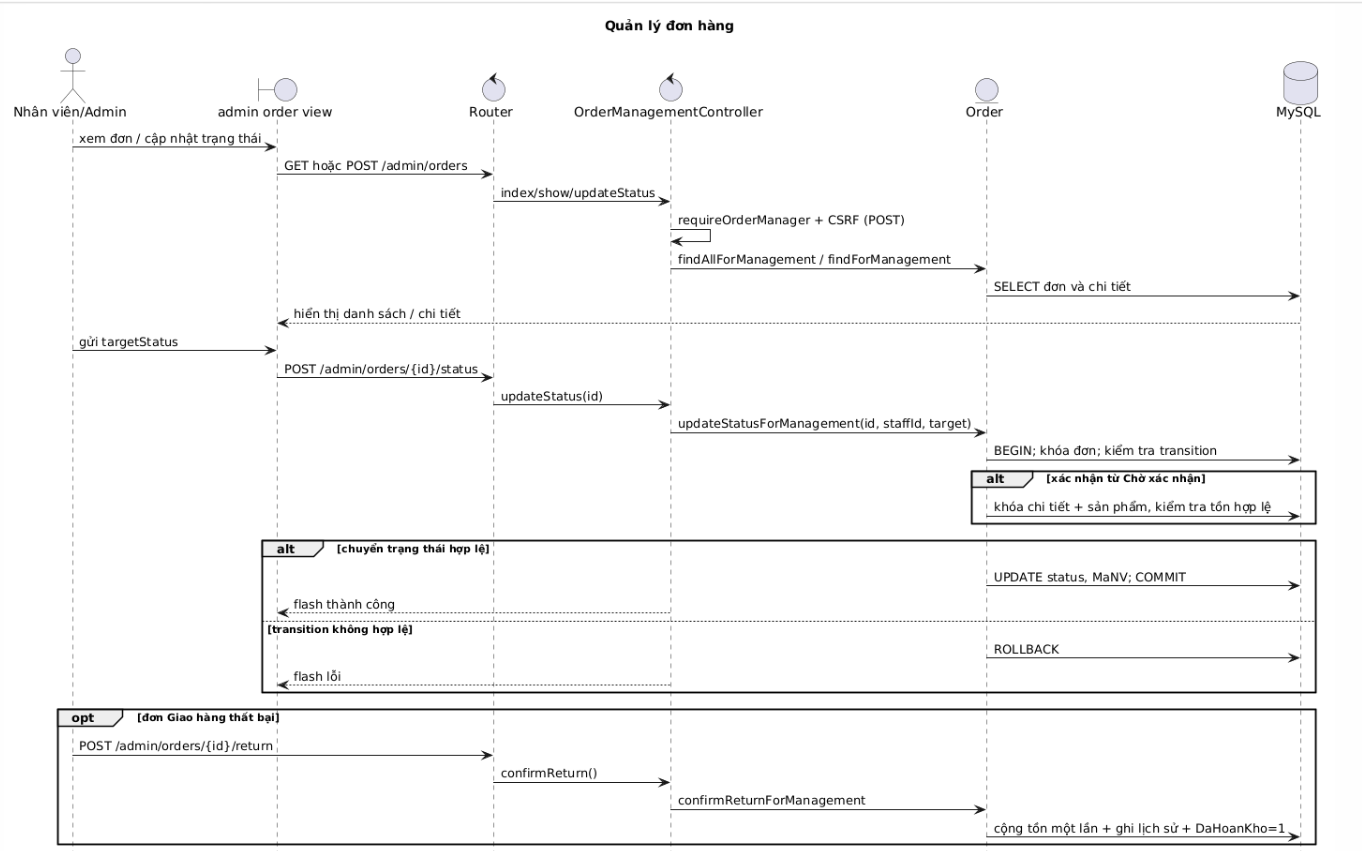 Quản lý đơn hàng
Nhân viên/Admin
admin order view
Router
OrderManagementController
Order
MySQL
xem đơn / cập nhật trạng thái
GET hoặc POST /admin/orders
index/show/updateStatus
requireOrderManager + CSRF (POST)
findAllForManagement / findForManagement
SELECT đơn và chi tiết
hiển thị danh sách / chi tiết
gửi targetStatus
POST /admin/orders/{id}/status
updateStatus(id)
updateStatusForManagement(id, staffId, target)
BEGIN; khóa đơn; kiểm tra transition
alt [xác nhận từ Chờ xác nhận]
khóa chi tiết + sản phẩm, kiểm tra tồn hợp lệ
alt [chuyển trạng thái hợp lệ]
UPDATE status, MaNV; COMMIT
flash thành công
[transition không hợp lệ]
ROLLBACK
flash lỗi
opt [đơn Giao hàng thất bại]
POST /admin/orders/{id}/return
confirmReturn()
confirmReturnForManagement
cộng tồn một lần + ghi lịch sử + DaHoanKho=1